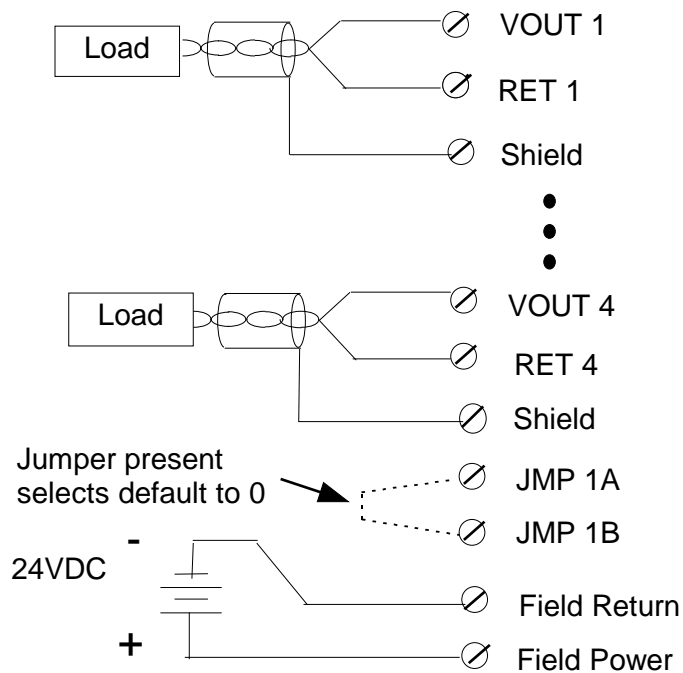 Load
VOUT 1
RET 1
Shield
Load
VOUT 4
RET 4
Shield
Jumper present
selects default to 0
JMP 1A
JMP 1B
-
24VDC
+
Field Return
Field Power